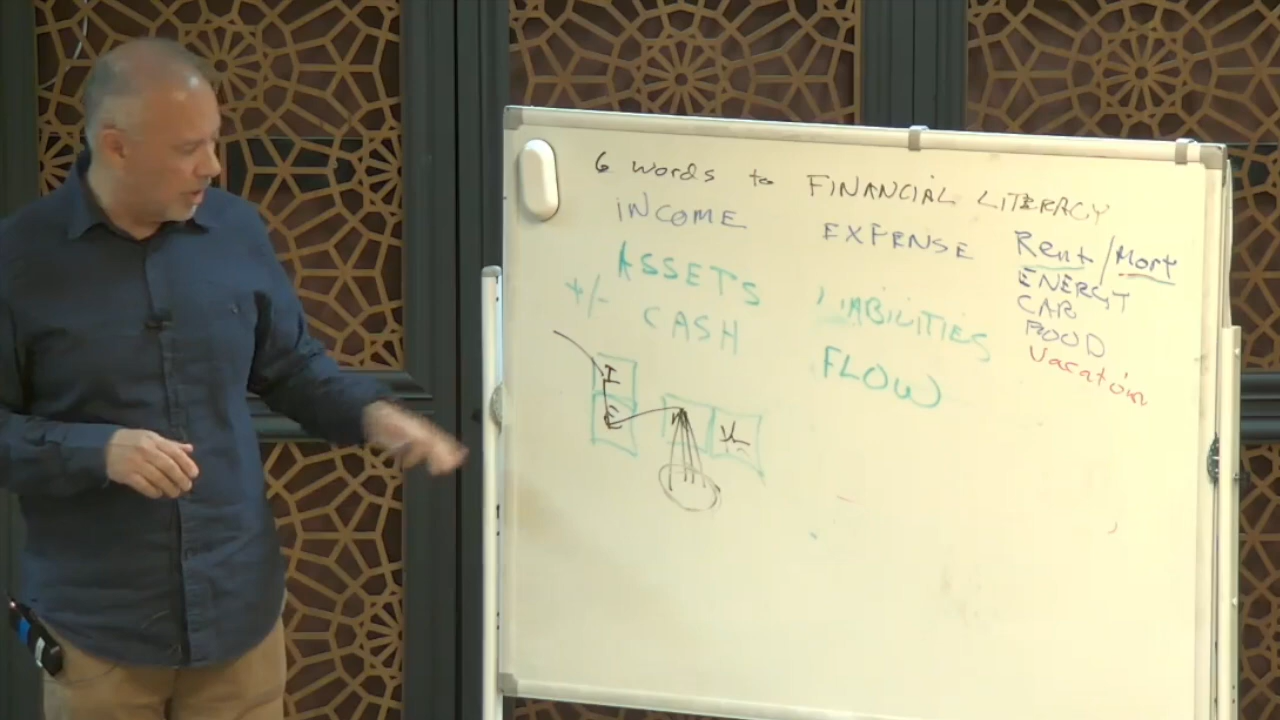 6 words to FINANCIAL LITERACY
INCOME EXPENSE
ASSETS LIABILITIES
+/- CASH FLOW
Rent/Mort
ENERGY
CAR
FOOD
Vacation
I
E